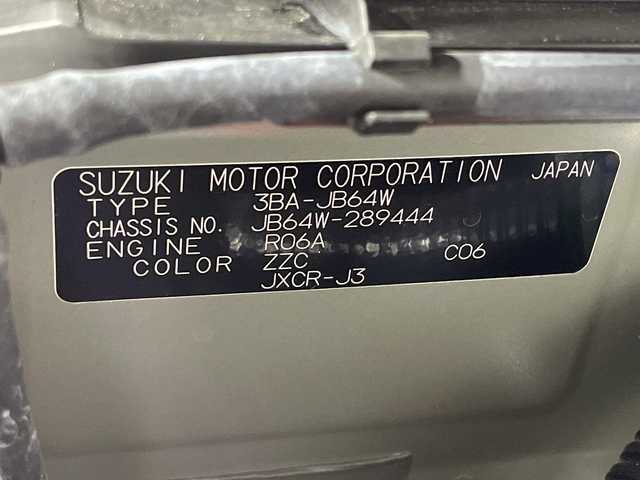 SUZUKI MOTOR CORPORATION JAPAN
TYPE 3BA-JB64W
CHASSIS NO. JB64W-289444
ENGINE R06A
COLOR ZZC C06
JXCR-J3